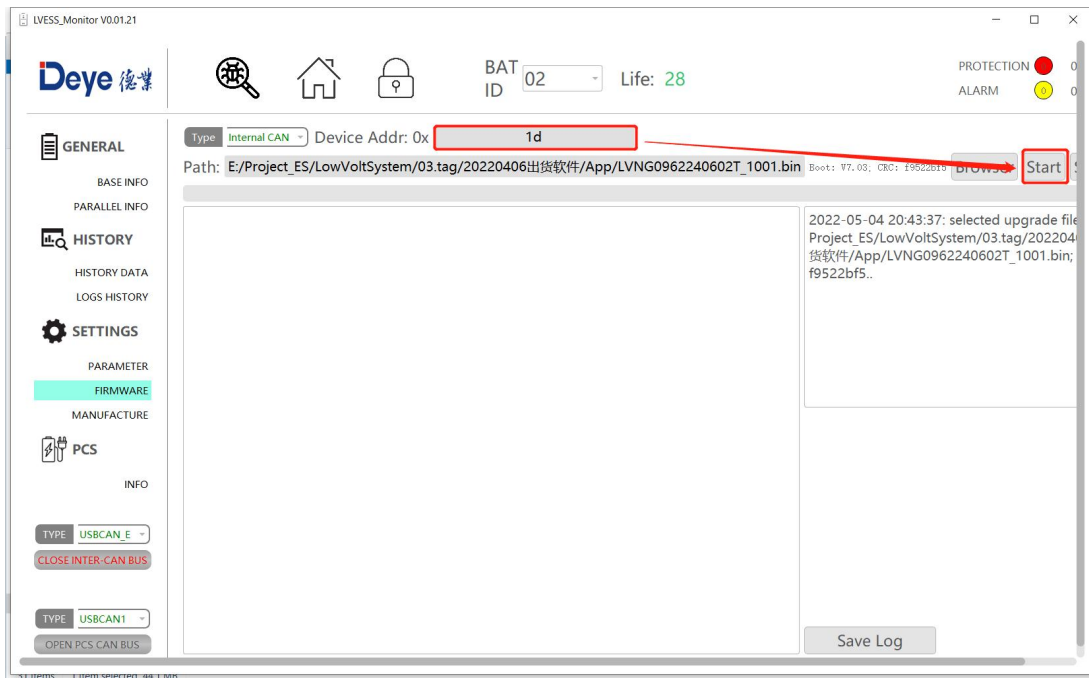 LVESS_Monitor V0.01.21
Deye 德業
BAT ID 02 Life: 28
PROTECTION 0
ALARM 0 0
GENERAL
BASE INFO
PARALLEL INFO
HISTORY
HISTORY DATA
LOGS HISTORY
SETTINGS
PARAMETER
FIRMWARE
MANUFACTURE
PCS
INFO
TYPE USBCAN_E
CLOSE INTER-CAN BUS
TYPE USBCAN1
OPEN PCS CAN BUS
Type Internal CAN Device Addr: 0x 1d
Path: E:/Project_ES/LowVoltSystem/03.tag/20220406出货软件/App/LVNG0962240602T_1001.bin Boot: V7.03, CRC: f9522bf5 Browser Start S
2022-05-04 20:43:37: selected upgrade file
Project_ES/LowVoltSystem/03.tag/202204
货软件/App/LVNG0962240602T_1001.bin;
f9522bf5..
Save Log